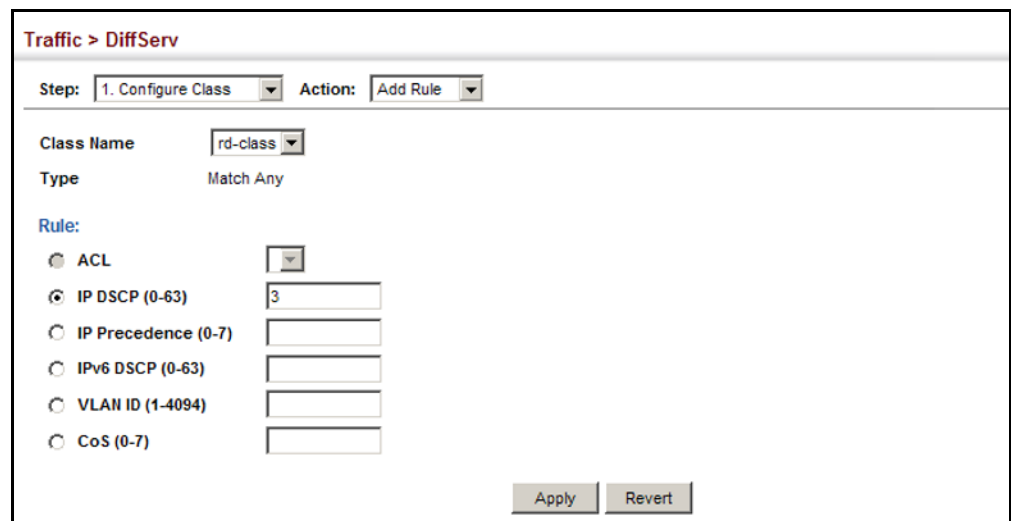 Traffic > DiffServ
Step: 1. Configure Class Action: Add Rule
Class Name rd-class
Type Match Any
Rule:
ACL
IP DSCP (0-63) 3
IP Precedence (0-7)
IPv6 DSCP (0-63)
VLAN ID (1-4094)
CoS (0-7)
Apply Revert